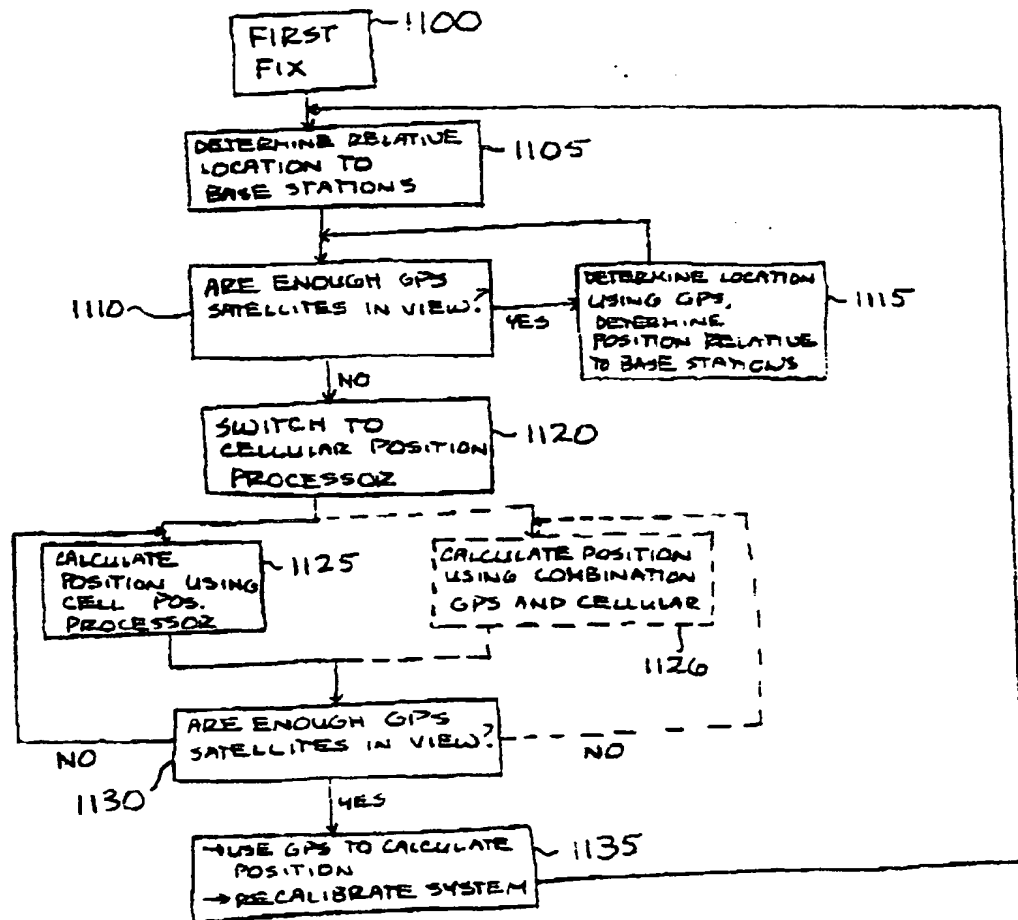 FIRST
FIX
1100
DETERMINE RELATIVE
LOCATION TO
BASE STATIONS
1105
ARE ENOUGH GPS
SATELLITES IN VIEW?
1110
YES
DETERMINE LOCATION
USING GPS,
DETERMINE
POSITION RELATIVE
TO BASE STATIONS
1115
NO
SWITCH TO
CELLULAR POSITION
PROCESSOR
1120
CALCULATE
POSITION USING
CELL POS.
PROCESSOR
1125
CALCULATE POSITION
USING COMBINATION
GPS AND CELLULAR
1126
ARE ENOUGH GPS
SATELLITES IN VIEW?
NO
NO
1130
YES
→USE GPS TO CALCULATE
POSITION
→RECALIBRATE SYSTEM
1135